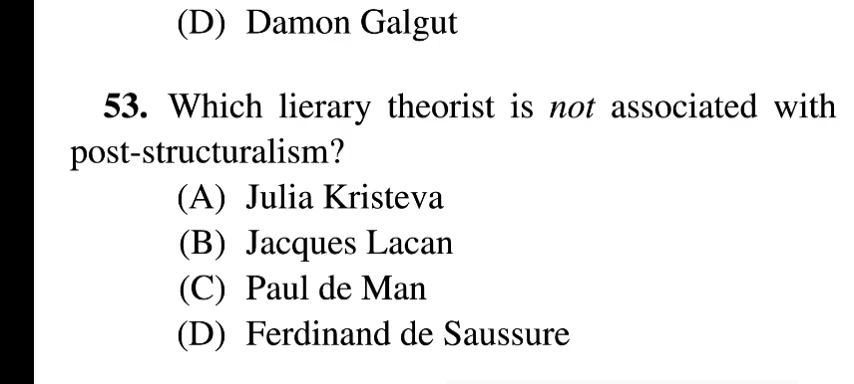 (D) Damon Galgut
53. Which lierary theorist is not associated with
post-structuralism?
(A) Julia Kristeva
(B) Jacques Lacan
(C) Paul de Man
(D) Ferdinand de Saussure